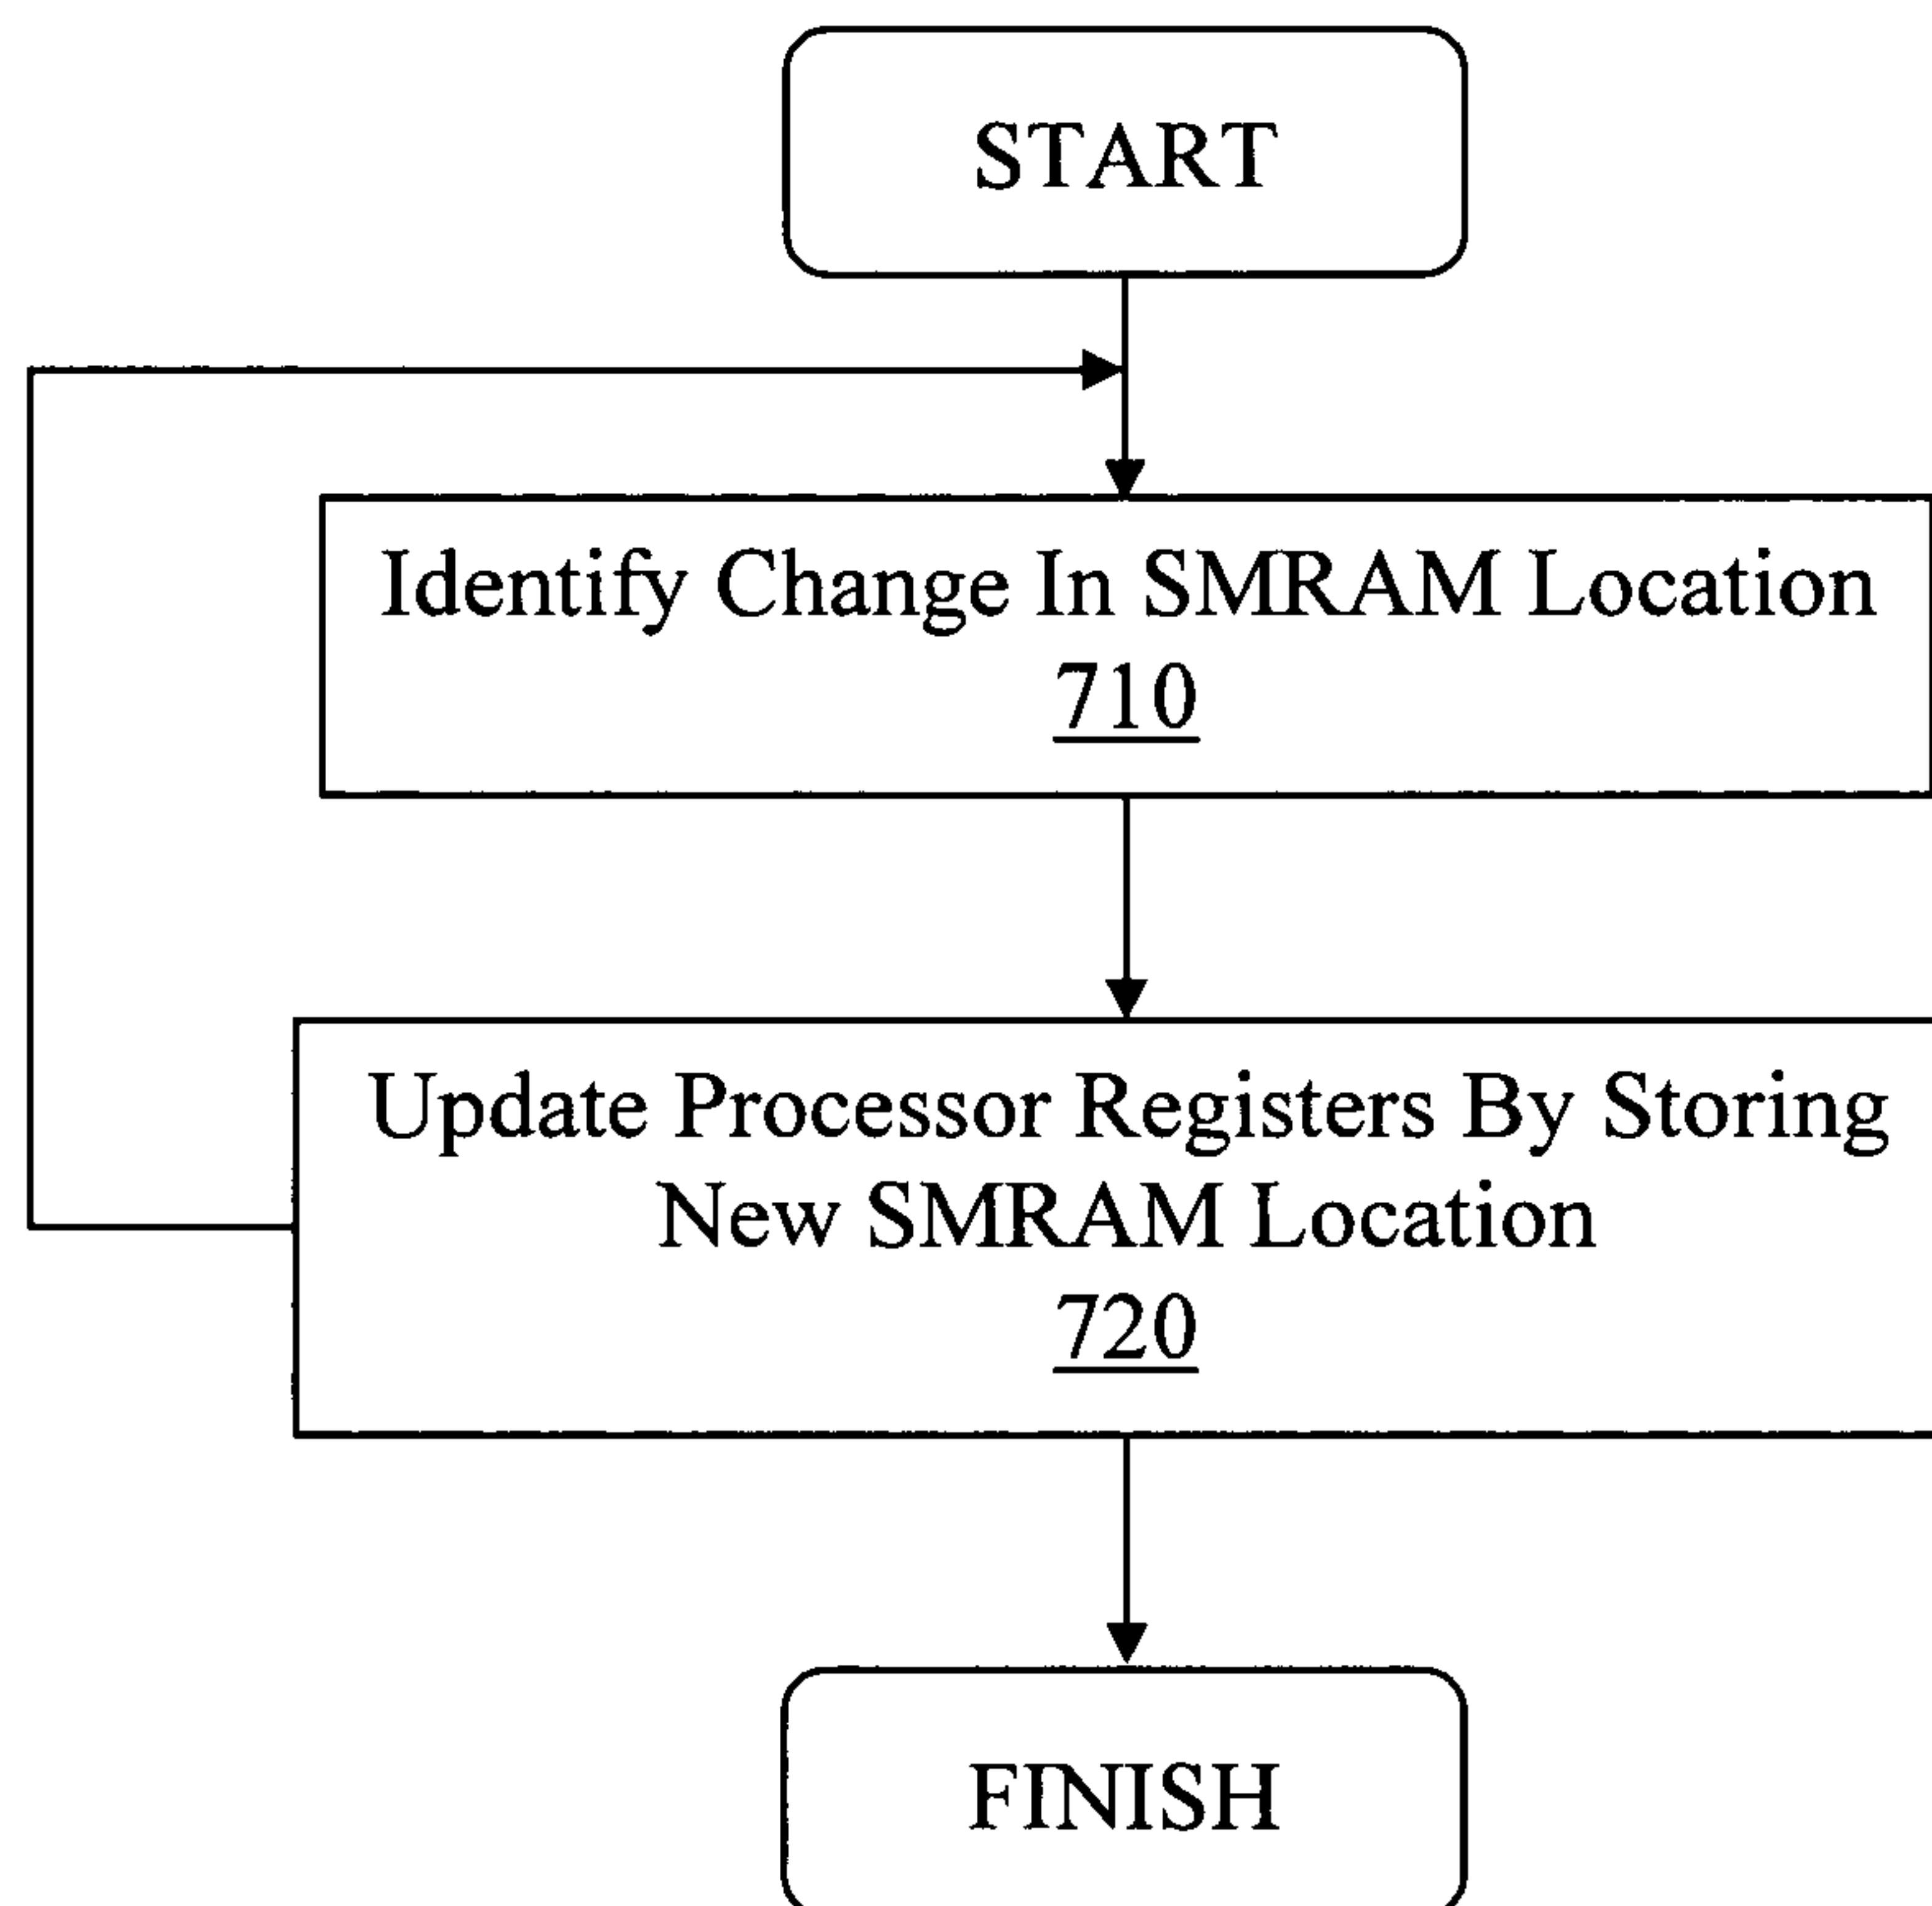 START
Identify Change In SMRAM Location
710
Update Processor Registers By Storing
New SMRAM Location
720
FINISH